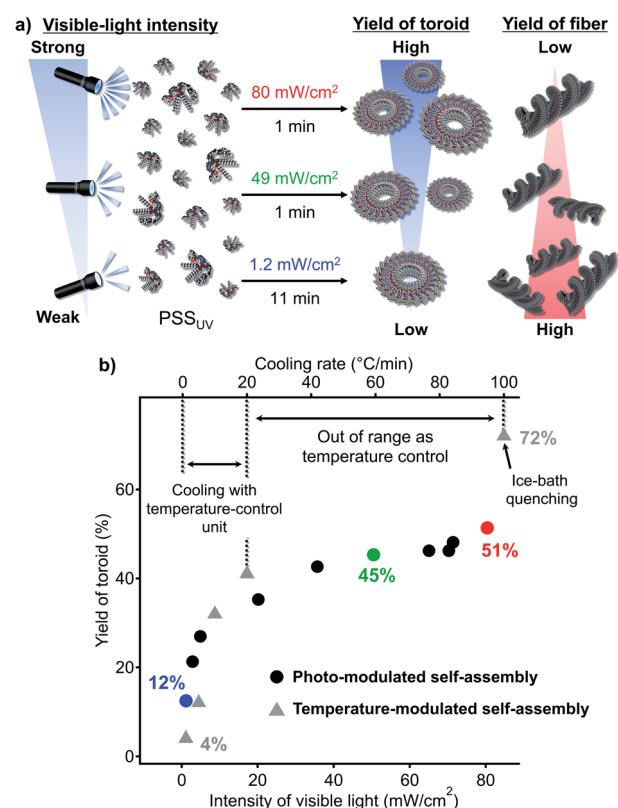 a) Visible-light intensity
Yield of toroid
Yield of fiber
Strong
High
Low
80 mW/cm²
1 min
49 mW/cm²
1 min
1.2 mW/cm²
11 min
Weak
PSS_UV
Low
High
b)
Cooling rate (°C/min)
0 20 40 60 80 100
Out of range as
temperature control
72%
Cooling with
temperature-control
unit
Ice-bath
quenching
60
40
20
0
Yield of toroid (%)
51%
45%
12%
4%
Photo-modulated self-assembly
Temperature-modulated self-assembly
0 20 40 60 80
Intensity of visible light (mW/cm²)